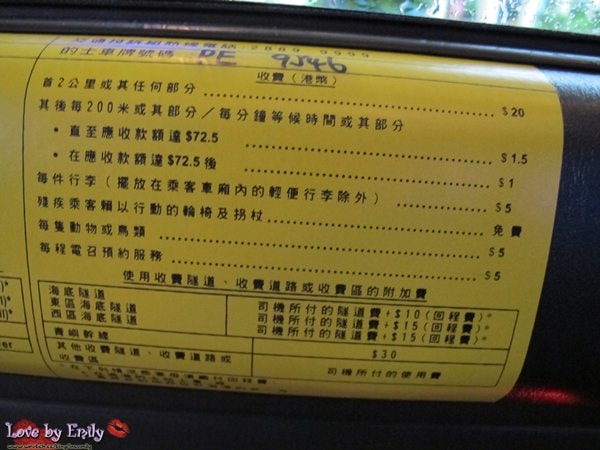 的士車牌號碼 RE 9546
收費(港幣)
首2公里或其任何部分 $20
其後每200米或其部分/每分鐘等候時間或其部分
• 直至應收款額達$72.5 $1.5
• 在應收款額達$72.5後 $1
每件行李(擺放在乘客車廂內的輕便行李除外) $5
殘疾乘客賴以行動的輪椅及拐杖 免費
每隻動物或鳥類 $5
每程電召預約服務 $5
使用收費隧道、收費道路或收費區的附加費
海底隧道 司機所付的隧道費+$10(回程費)*
東區海底隧道 司機所付的隧道費+$15(回程費)*
西區海底隧道 司機所付的隧道費+$15(回程費)*
青嶼幹線 $30
其他收費隧道、收費道路或
收費區 司機所付的使用費
Love by Emily